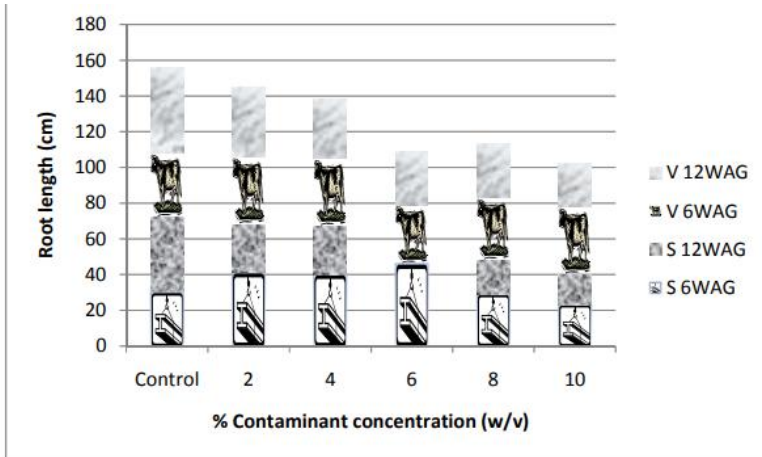 180
160
140
120
100
80
60
40
20
0
Root length (cm)
Control 2 4 6 8 10
% Contaminant concentration (w/v)
V 12WAG
V 6WAG
S 12WAG
S 6WAG